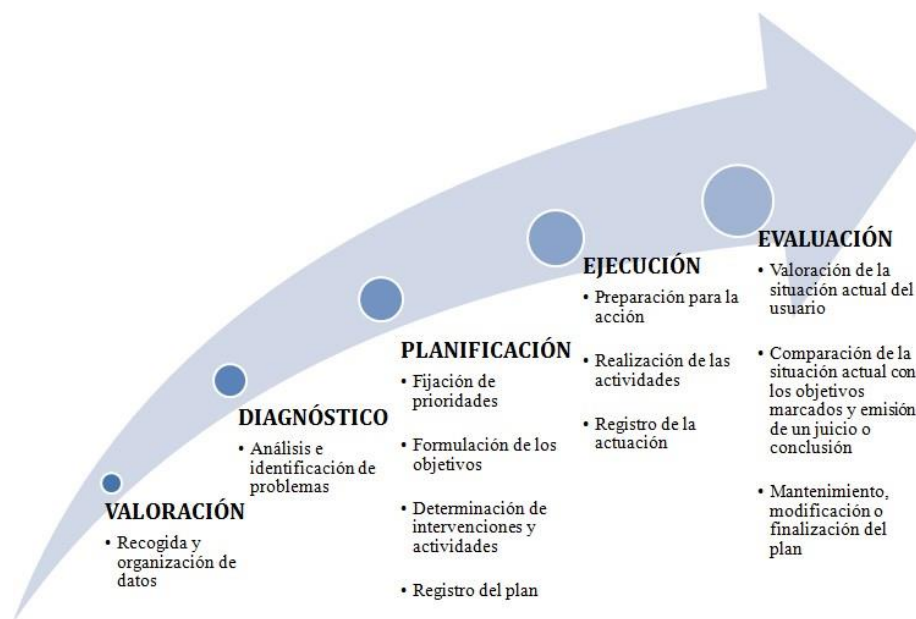 VALORACIÓN
• Recogida y
organización de
datos
DIAGNÓSTICO
• Análisis e
identificación de
problemas
PLANIFICACIÓN
• Fijación de
prioridades
• Formulación de los
objetivos
• Determinación de
intervenciones y
actividades
• Registro del plan
EJECUCIÓN
• Preparación para la
acción
• Realización de las
actividades
• Registro de la
actuación
EVALUACIÓN
• Valoración de la
situación actual del
usuario
• Comparación de la
situación actual con
los objetivos
marcados y emisión
de un juicio o
conclusión
• Mantenimiento,
modificación o
finalización del
plan